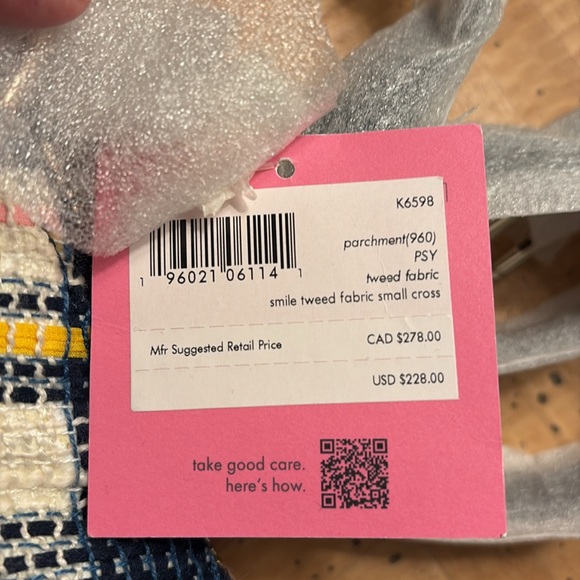 K6598
parchment(960)
PSY
tweed fabric
smile tweed fabric small cross
1 96021 06114 1
Mfr Suggested Retail Price CAD $278.00
USD $228.00
take good care.
here's how.